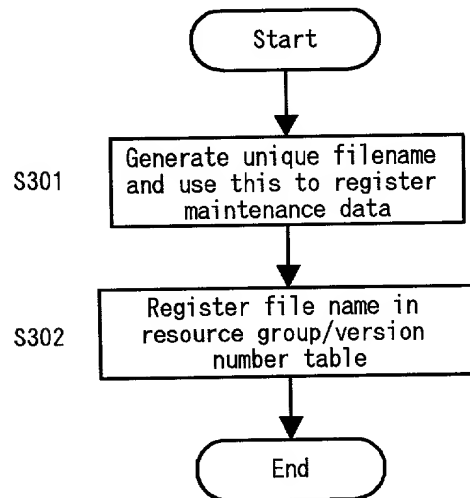 Start
S301
Generate unique filename
and use this to register
maintenance data
S302
Register file name in
resource group/version
number table
End